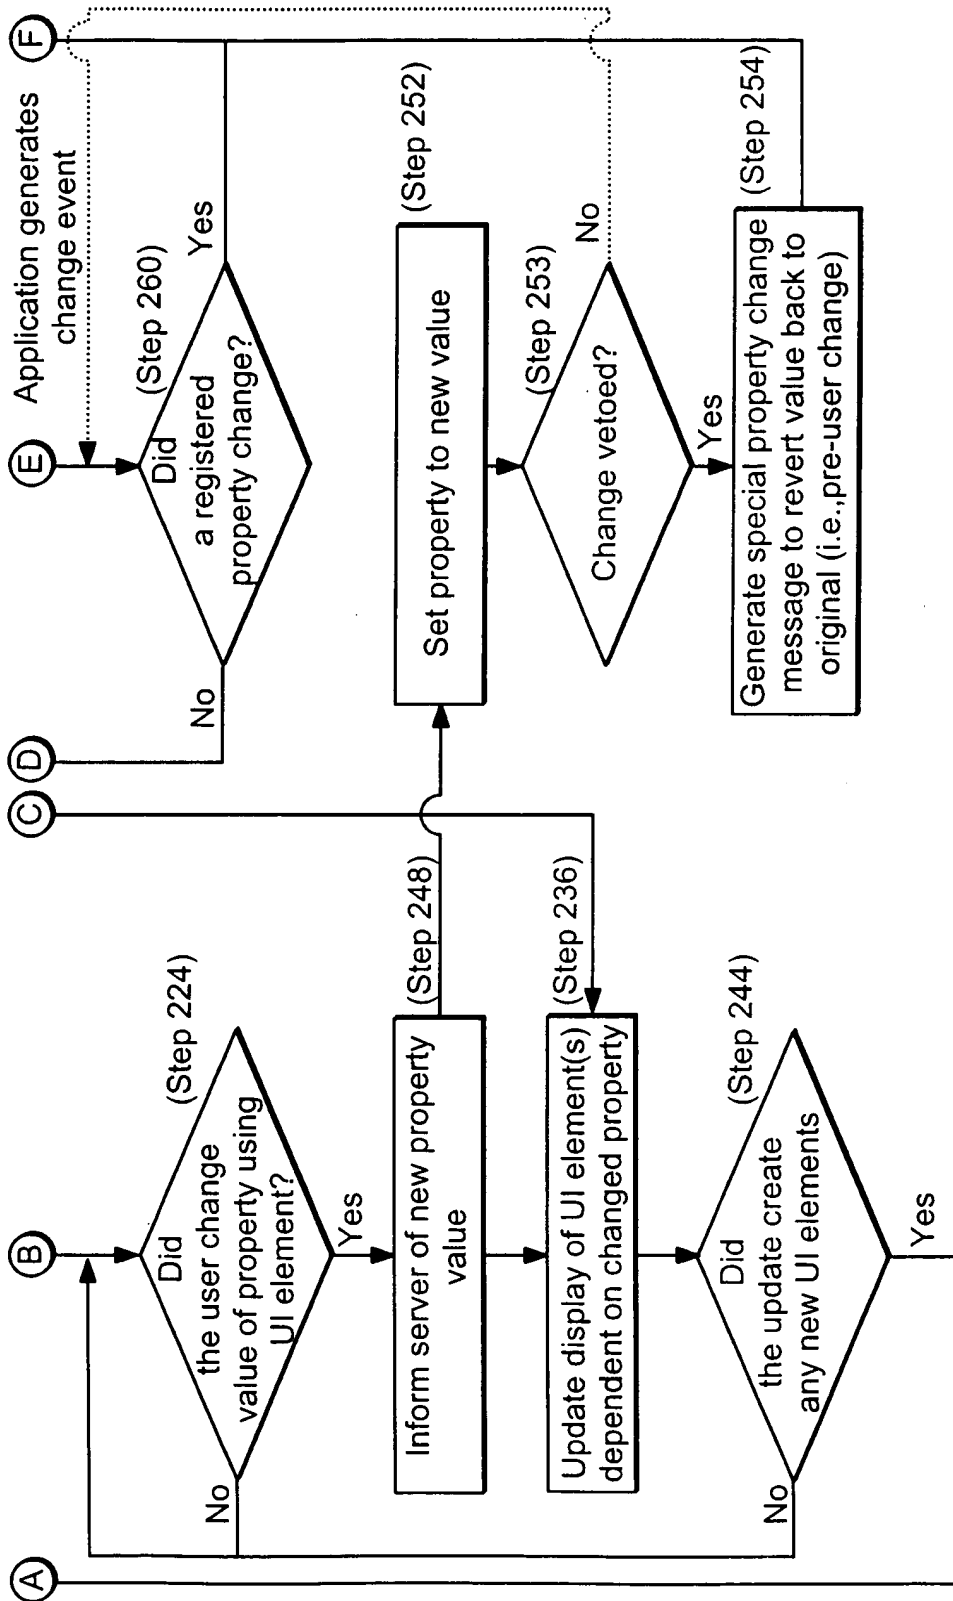 A
B
C
D
E
F
Application generates
change event
Did
the user change
value of property using
UI element?
(Step 224)
No
Yes
Inform server of new property
value
(Step 248)
Update display of UI element(s)
dependent on changed property
(Step 236)
Did
the update create
any new UI elements
(Step 244)
No
Yes
Did
a registered
property change?
(Step 260)
No
Yes
Set property to new value
(Step 252)
Change vetoed?
(Step 253)
No
Yes
Generate special property change
message to revert value back to
original (i.e.,pre-user change)
(Step 254)